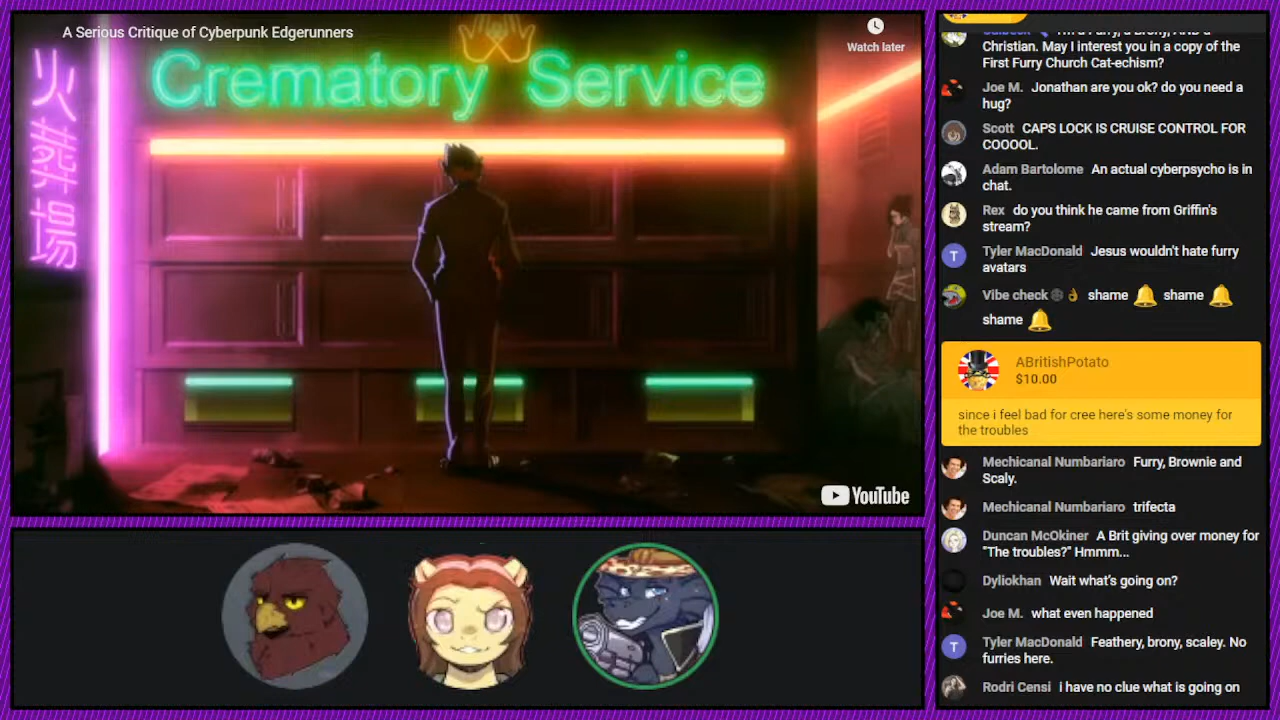 A Serious Critique of Cyberpunk Edgerunners
Watch later
Crematory Service
火葬场
YouTube
Christian. May I interest you in a copy of the
First Furry Church Cat-echism?
Joe M. Jonathan are you ok? do you need a
hug?
Scott CAPS LOCK IS CRUISE CONTROL FOR
COOOOL.
Adam Bartolome An actual cyberpsycho is in
chat.
Rex do you think he came from Griffin's
stream?
T Tyler MacDonald Jesus wouldn't hate furry
avatars
Vibe check🌚👌 shame 🔔 shame 🔔
shame 🔔
ABritishPotato
$10.00
since i feel bad for cree here's some money for
the troubles
Mechicanal Numbariaro Furry, Brownie and
Scaly.
Mechicanal Numbariaro trifecta
Duncan McOkiner A Brit giving over money for
"The troubles?" Hmmm...
Dyliokhan Wait what's going on?
Joe M. what even happened
T Tyler MacDonald Feathery, brony, scaley. No
furries here.
Rodri Censi i have no clue what is going on